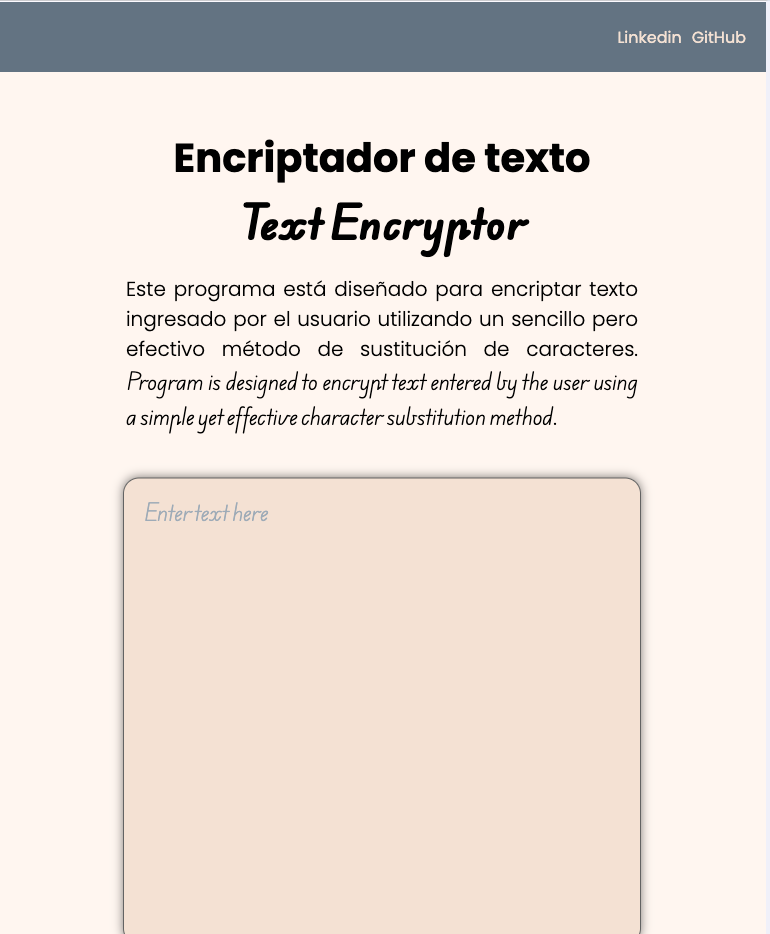 Linkedin GitHub
Encriptador de texto
Text Encryptor
Este programa está diseñado para encriptar texto
ingresado por el usuario utilizando un sencillo pero
efectivo método de sustitución de caracteres.
Program is designed to encrypt text entered by the user using
a simple yet effective character substitution method.
Enter text here